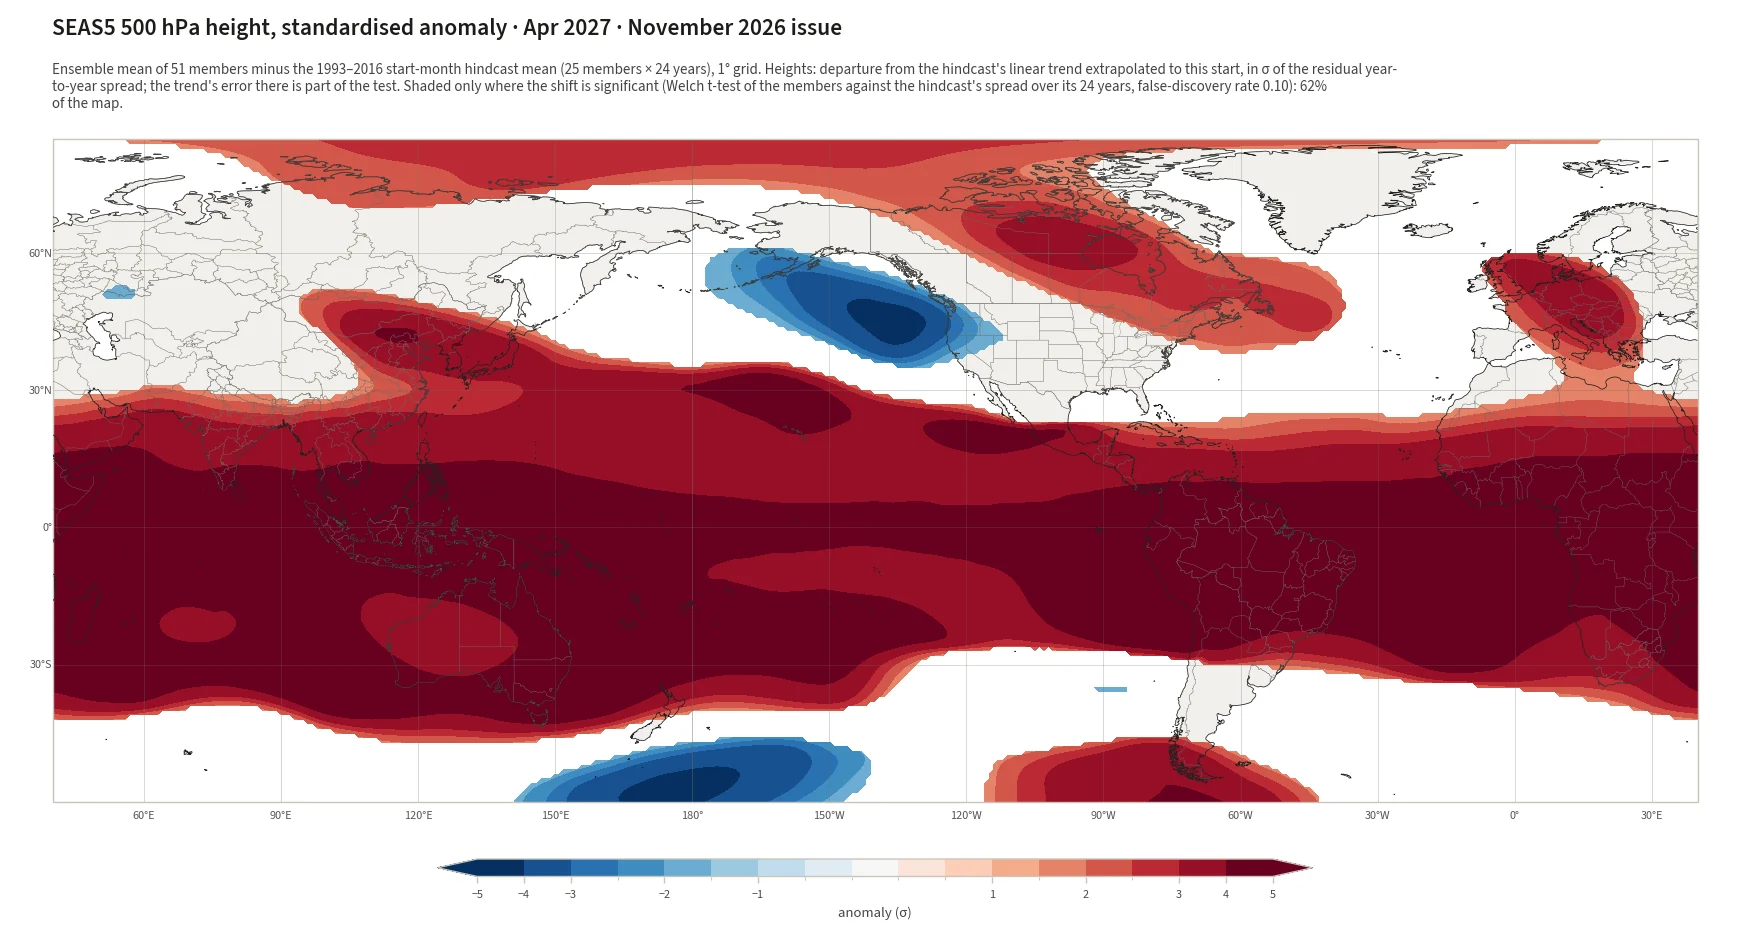 SEAS5 500 hPa height, standardised anomaly · Apr 2027 · November 2026 issue
Ensemble mean of 51 members minus the 1993–2016 start-month hindcast mean (25 members × 24 years), 1° grid. Heights: departure from the hindcast's linear trend extrapolated to this start, in σ of the residual year-
to-year spread; the trend's error there is part of the test. Shaded only where the shift is significant (Welch t-test of the members against the hindcast's spread over its 24 years, false-discovery rate 0.10): 62%
of the map.
60°N
30°N
0°
30°S
60°E 90°E 120°E 150°E 180° 150°W 120°W 90°W 60°W 30°W 0° 30°E
−5 −4 −3 −2 −1 1 2 3 4 5
anomaly (σ)